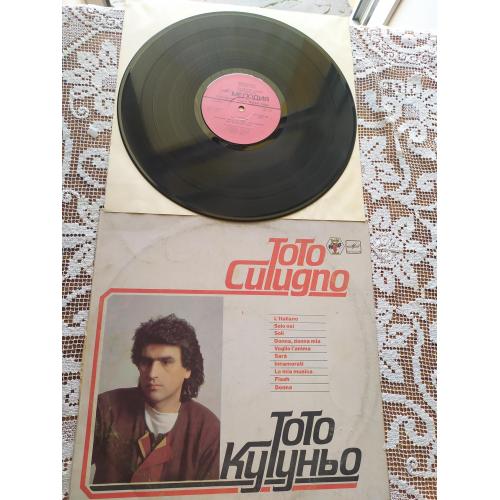 МЕЛОДИЯ
TOTO
Cutugno
L'Italiano
Solo noi
Soli
Donna, donna mia
Voglio l'anima
Sarà
Innamorati
La mia musica
Flash
Donna
ТОТО
Кутуньо